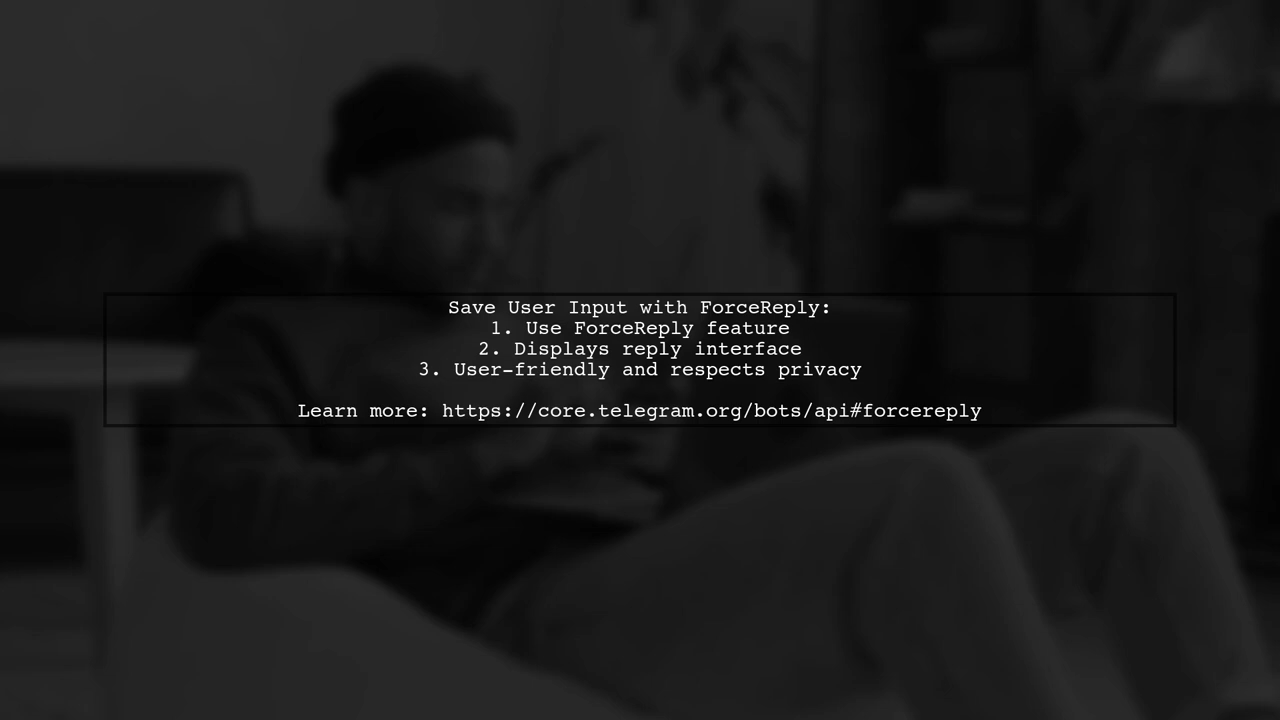 Save User Input with ForceReply:
1. Use ForceReply feature
2. Displays reply interface
3. User-friendly and respects privacy
Learn more: https://core.telegram.org/bots/api#forcereply